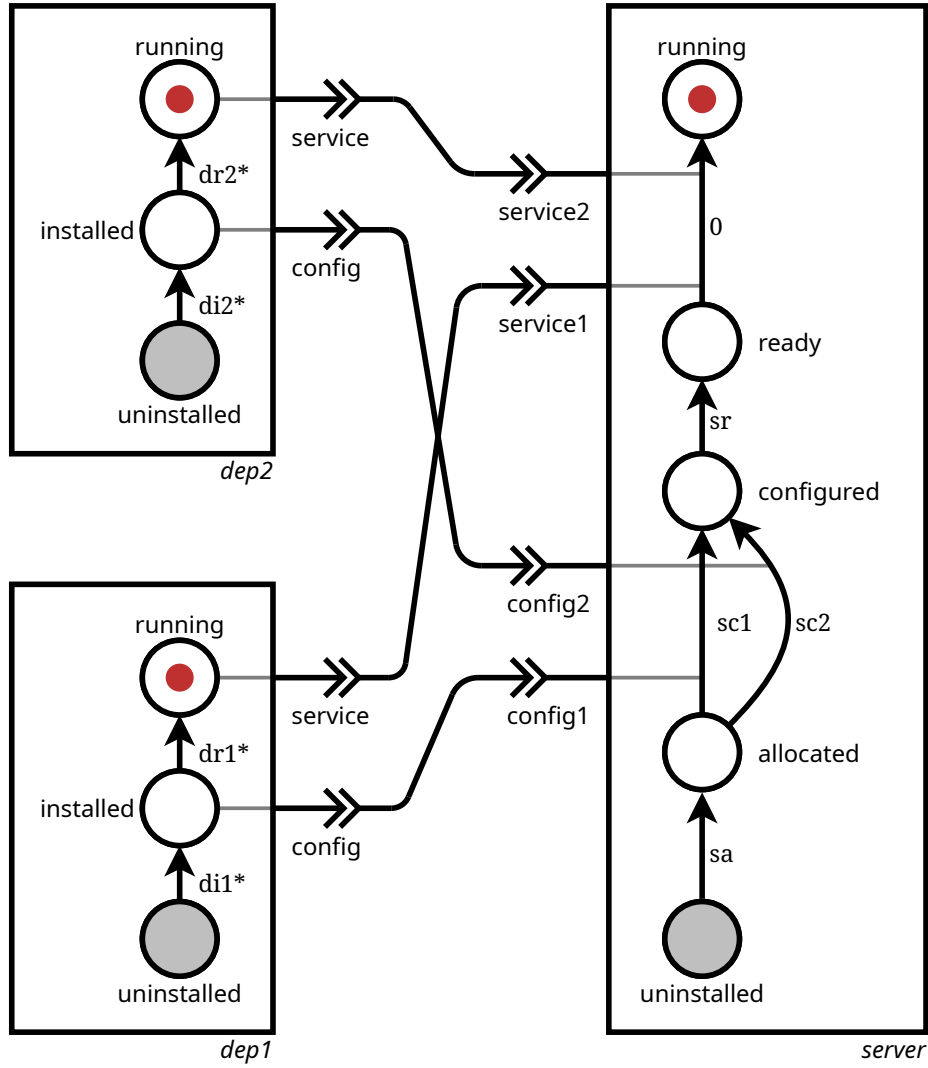 running
dr2*
installed
di2*
uninstalled
dep2
service
config
running
dr1*
installed
di1*
uninstalled
dep1
service
config
service2
service1
config2
config1
running
0
ready
sr
configured
sc1
sc2
allocated
sa
uninstalled
server